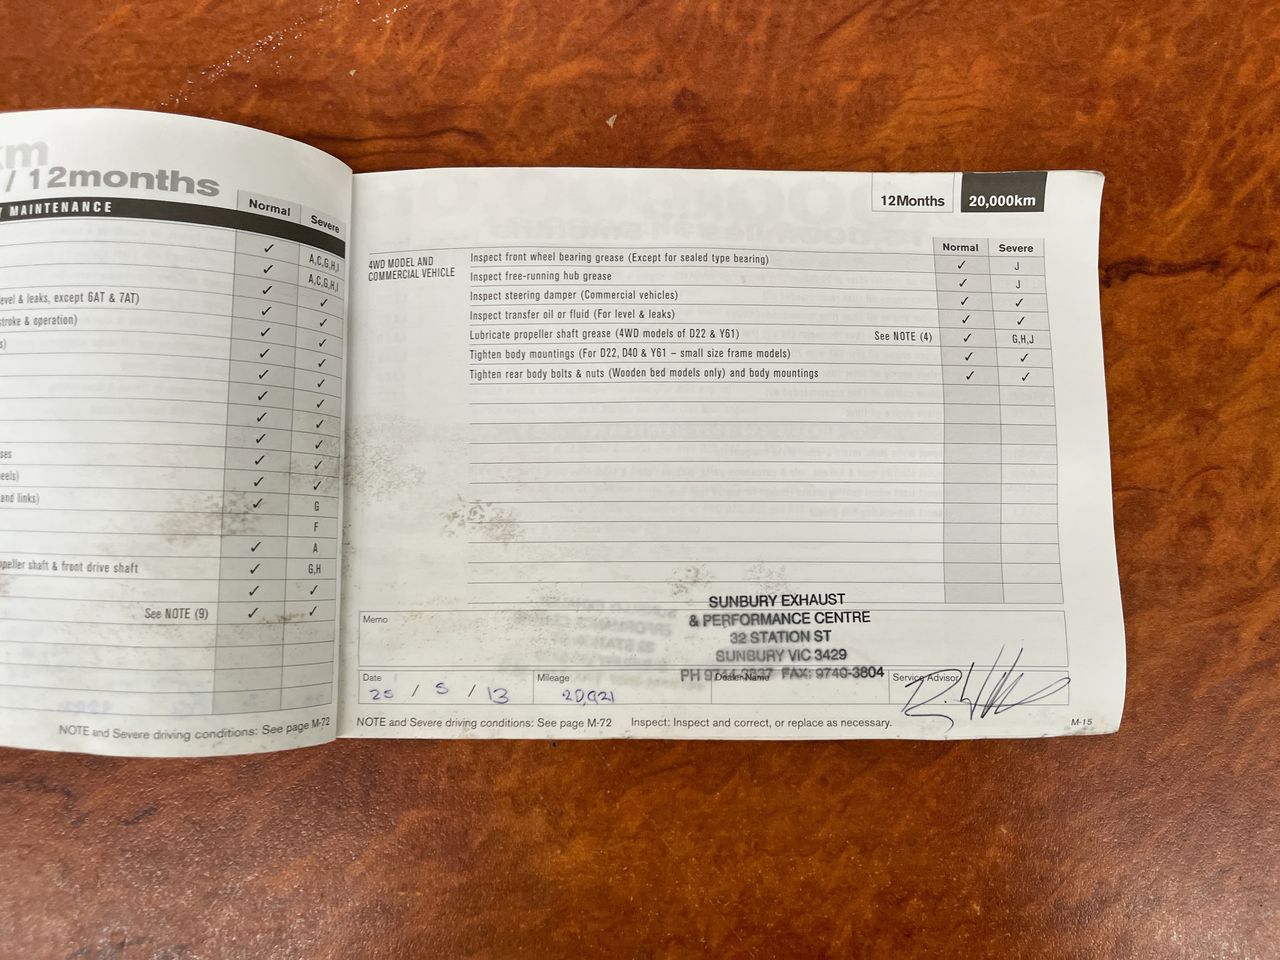 km
/ 12months
MAINTENANCE
Normal
Severe
✓ A,C,G,H,I
✓ A,C,G,H,I
level & leaks, except 6AT & 7AT) ✓ ✓
stroke & operation) ✓ ✓
s) ✓ ✓
✓ ✓
✓ ✓
✓ ✓
✓ ✓
✓ ✓
ses ✓ ✓
eels) ✓ ✓
and links) ✓ G
F
✓ A
opeller shaft & front drive shaft ✓ G,H
✓ ✓
See NOTE (9) ✓ ✓
NOTE and Severe driving conditions: See page M-72
12Months 20,000km
Normal Severe
4WD MODEL AND
COMMERCIAL VEHICLE
Inspect front wheel bearing grease (Except for sealed type bearing) ✓ J
Inspect free-running hub grease ✓ J
Inspect steering damper (Commercial vehicles) ✓ ✓
Inspect transfer oil or fluid (For level & leaks) ✓ ✓
Lubricate propeller shaft grease (4WD models of D22 & Y61) See NOTE (4) ✓ G,H,J
Tighten body mountings (For D22, D40 & Y61 – small size frame models) ✓ ✓
Tighten rear body bolts & nuts (Wooden bed models only) and body mountings ✓ ✓
Memo
SUNBURY EXHAUST
& PERFORMANCE CENTRE
32 STATION ST
SUNBURY VIC 3429
PH 9744 FAX: 9740-3804
Date Mileage Dealer Name Service Advisor
25 / 5 / 13 20,921
NOTE and Severe driving conditions: See page M-72 Inspect: Inspect and correct, or replace as necessary.
M-15